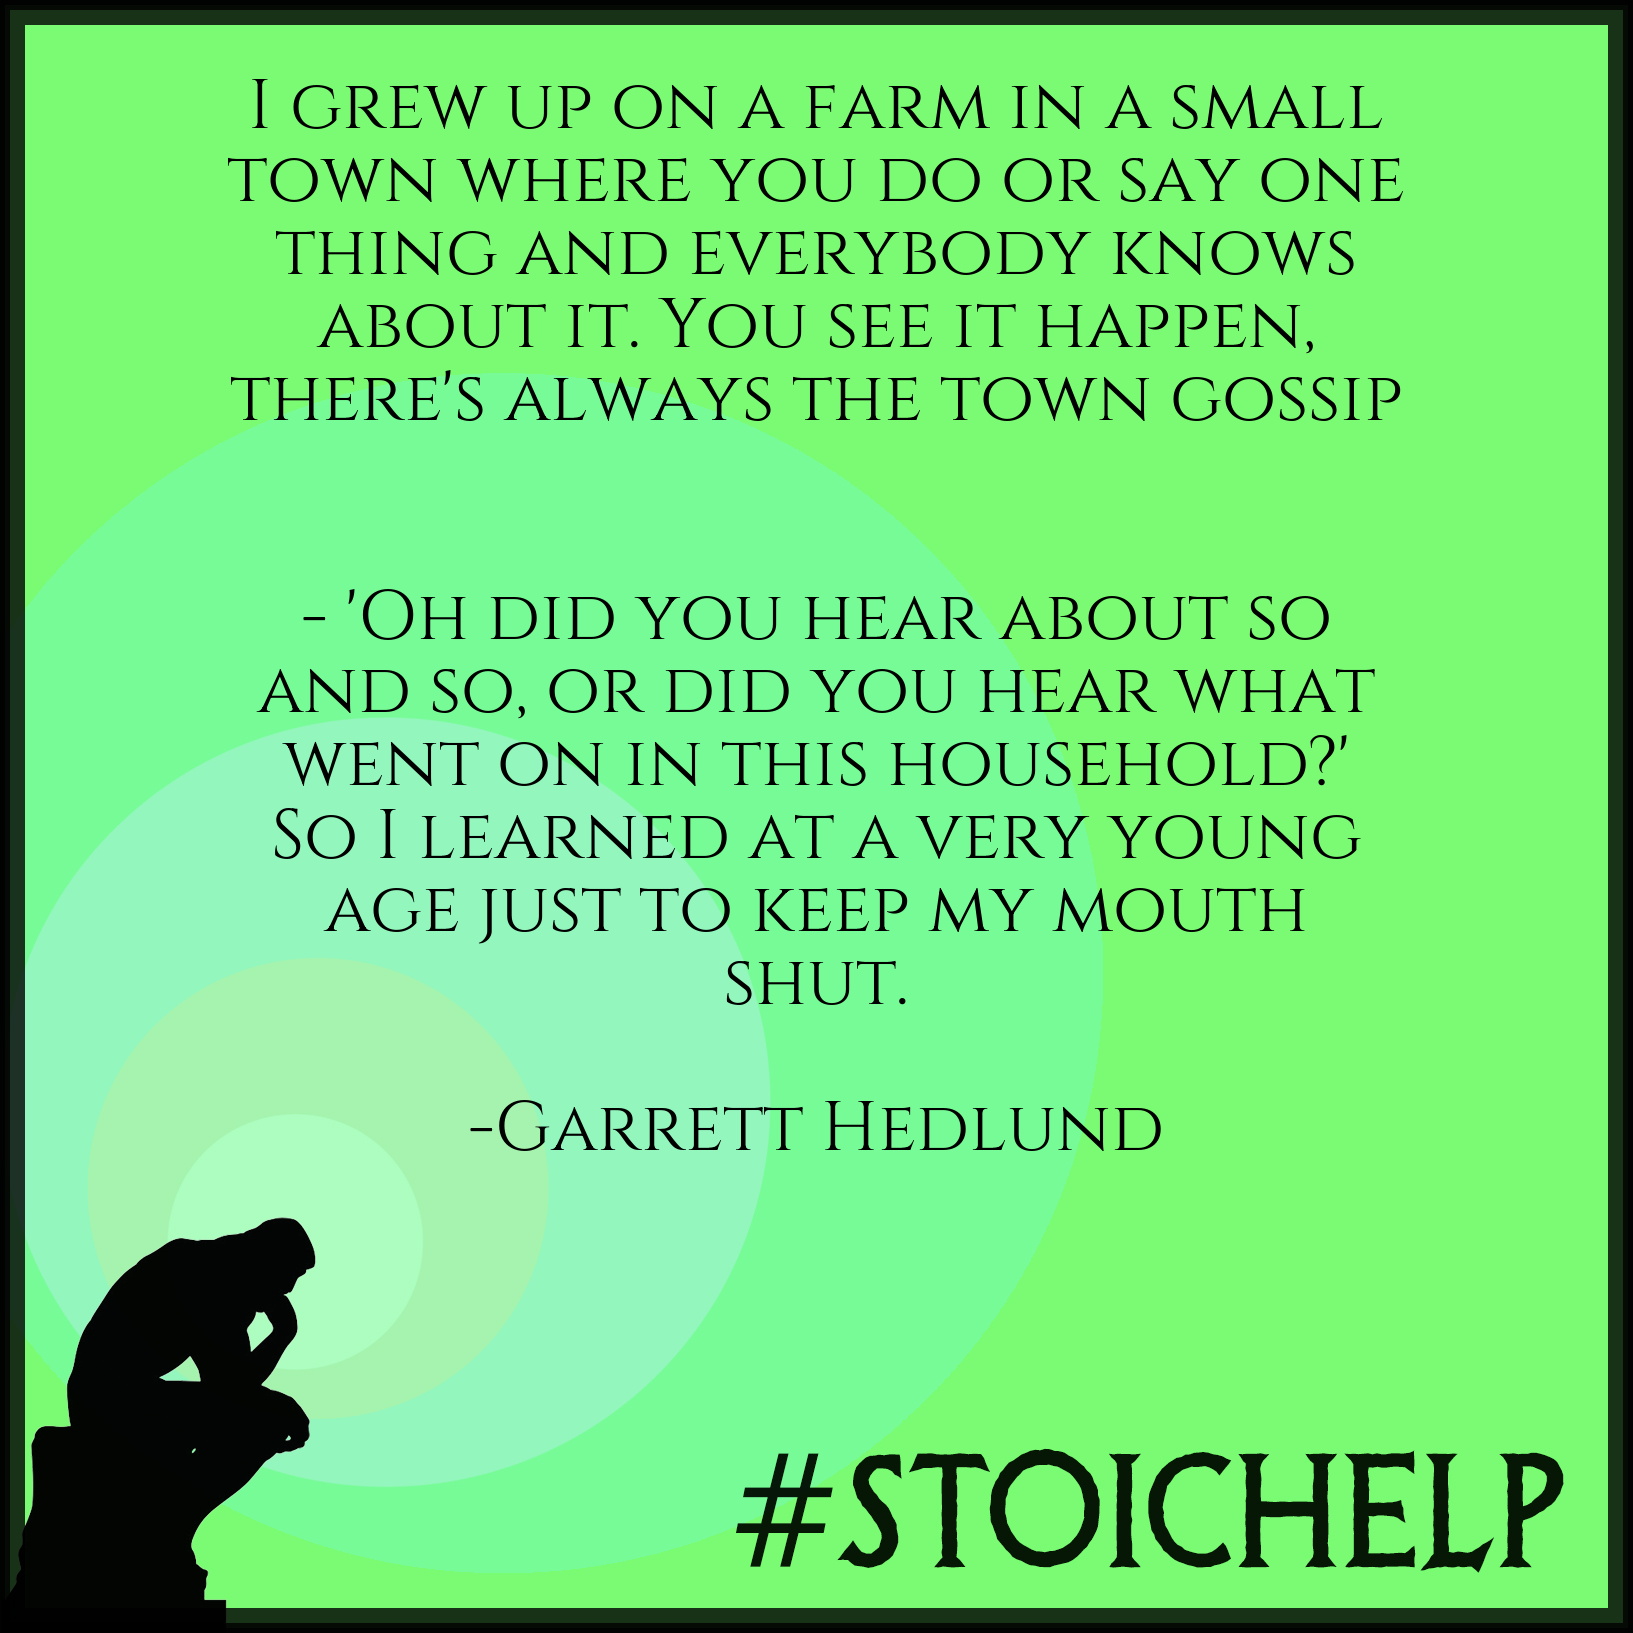 I grew up on a farm in a small
town where you do or say one
thing and everybody knows
about it. You see it happen,
there's always the town gossip
- 'Oh did you hear about so
and so, or did you hear what
went on in this household?'
So I learned at a very young
age just to keep my mouth
shut.
-Garrett Hedlund
#STOICHELP